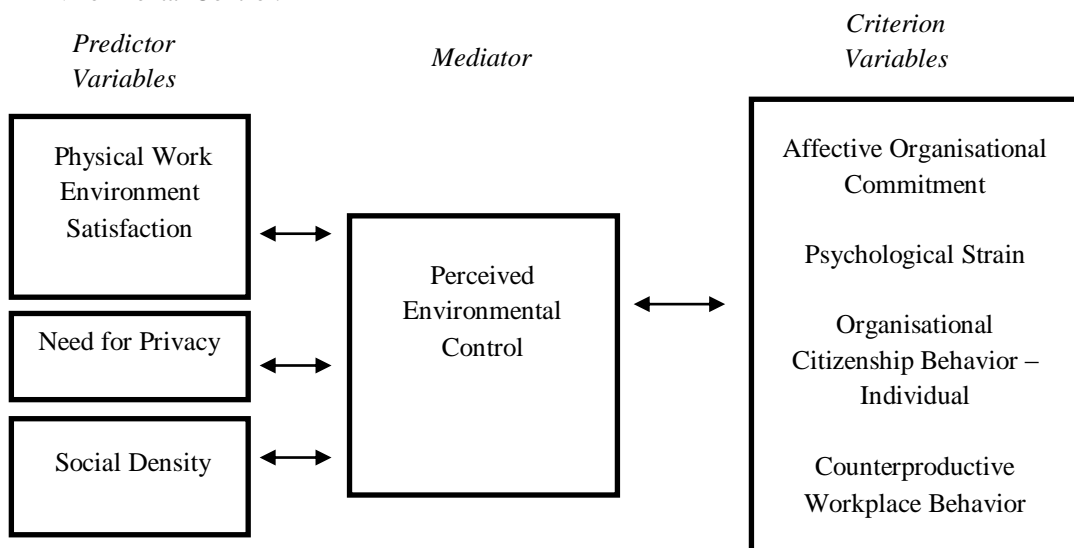 Predictor
Variables
Mediator
Criterion
Variables
Physical Work
Environment
Satisfaction
Need for Privacy
Social Density
Perceived
Environmental
Control
Affective Organisational
Commitment
Psychological Strain
Organisational
Citizenship Behavior –
Individual
Counterproductive
Workplace Behavior